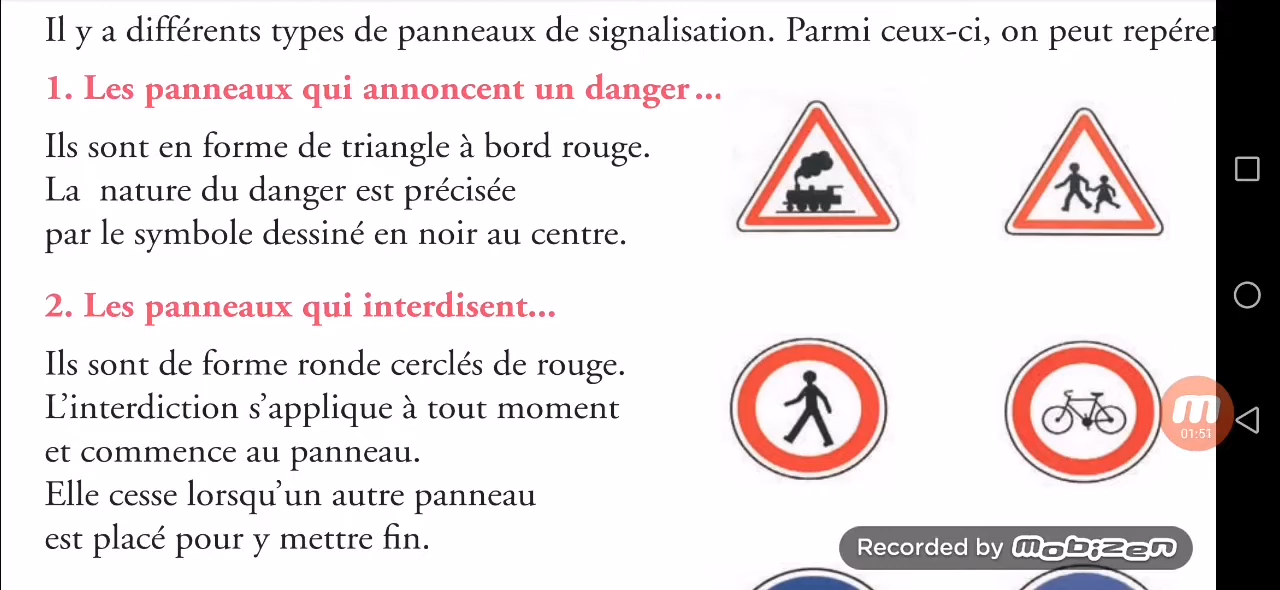 Il y a différents types de panneaux de signalisation. Parmi ceux-ci, on peut repérer
1. Les panneaux qui annoncent un danger...
Ils sont en forme de triangle à bord rouge.
La nature du danger est précisée
par le symbole dessiné en noir au centre.
2. Les panneaux qui interdisent...
Ils sont de forme ronde cerclés de rouge.
L'interdiction s'applique à tout moment
et commence au panneau.
Elle cesse lorsqu'un autre panneau
est placé pour y mettre fin.
01:51
Recorded by mobizen